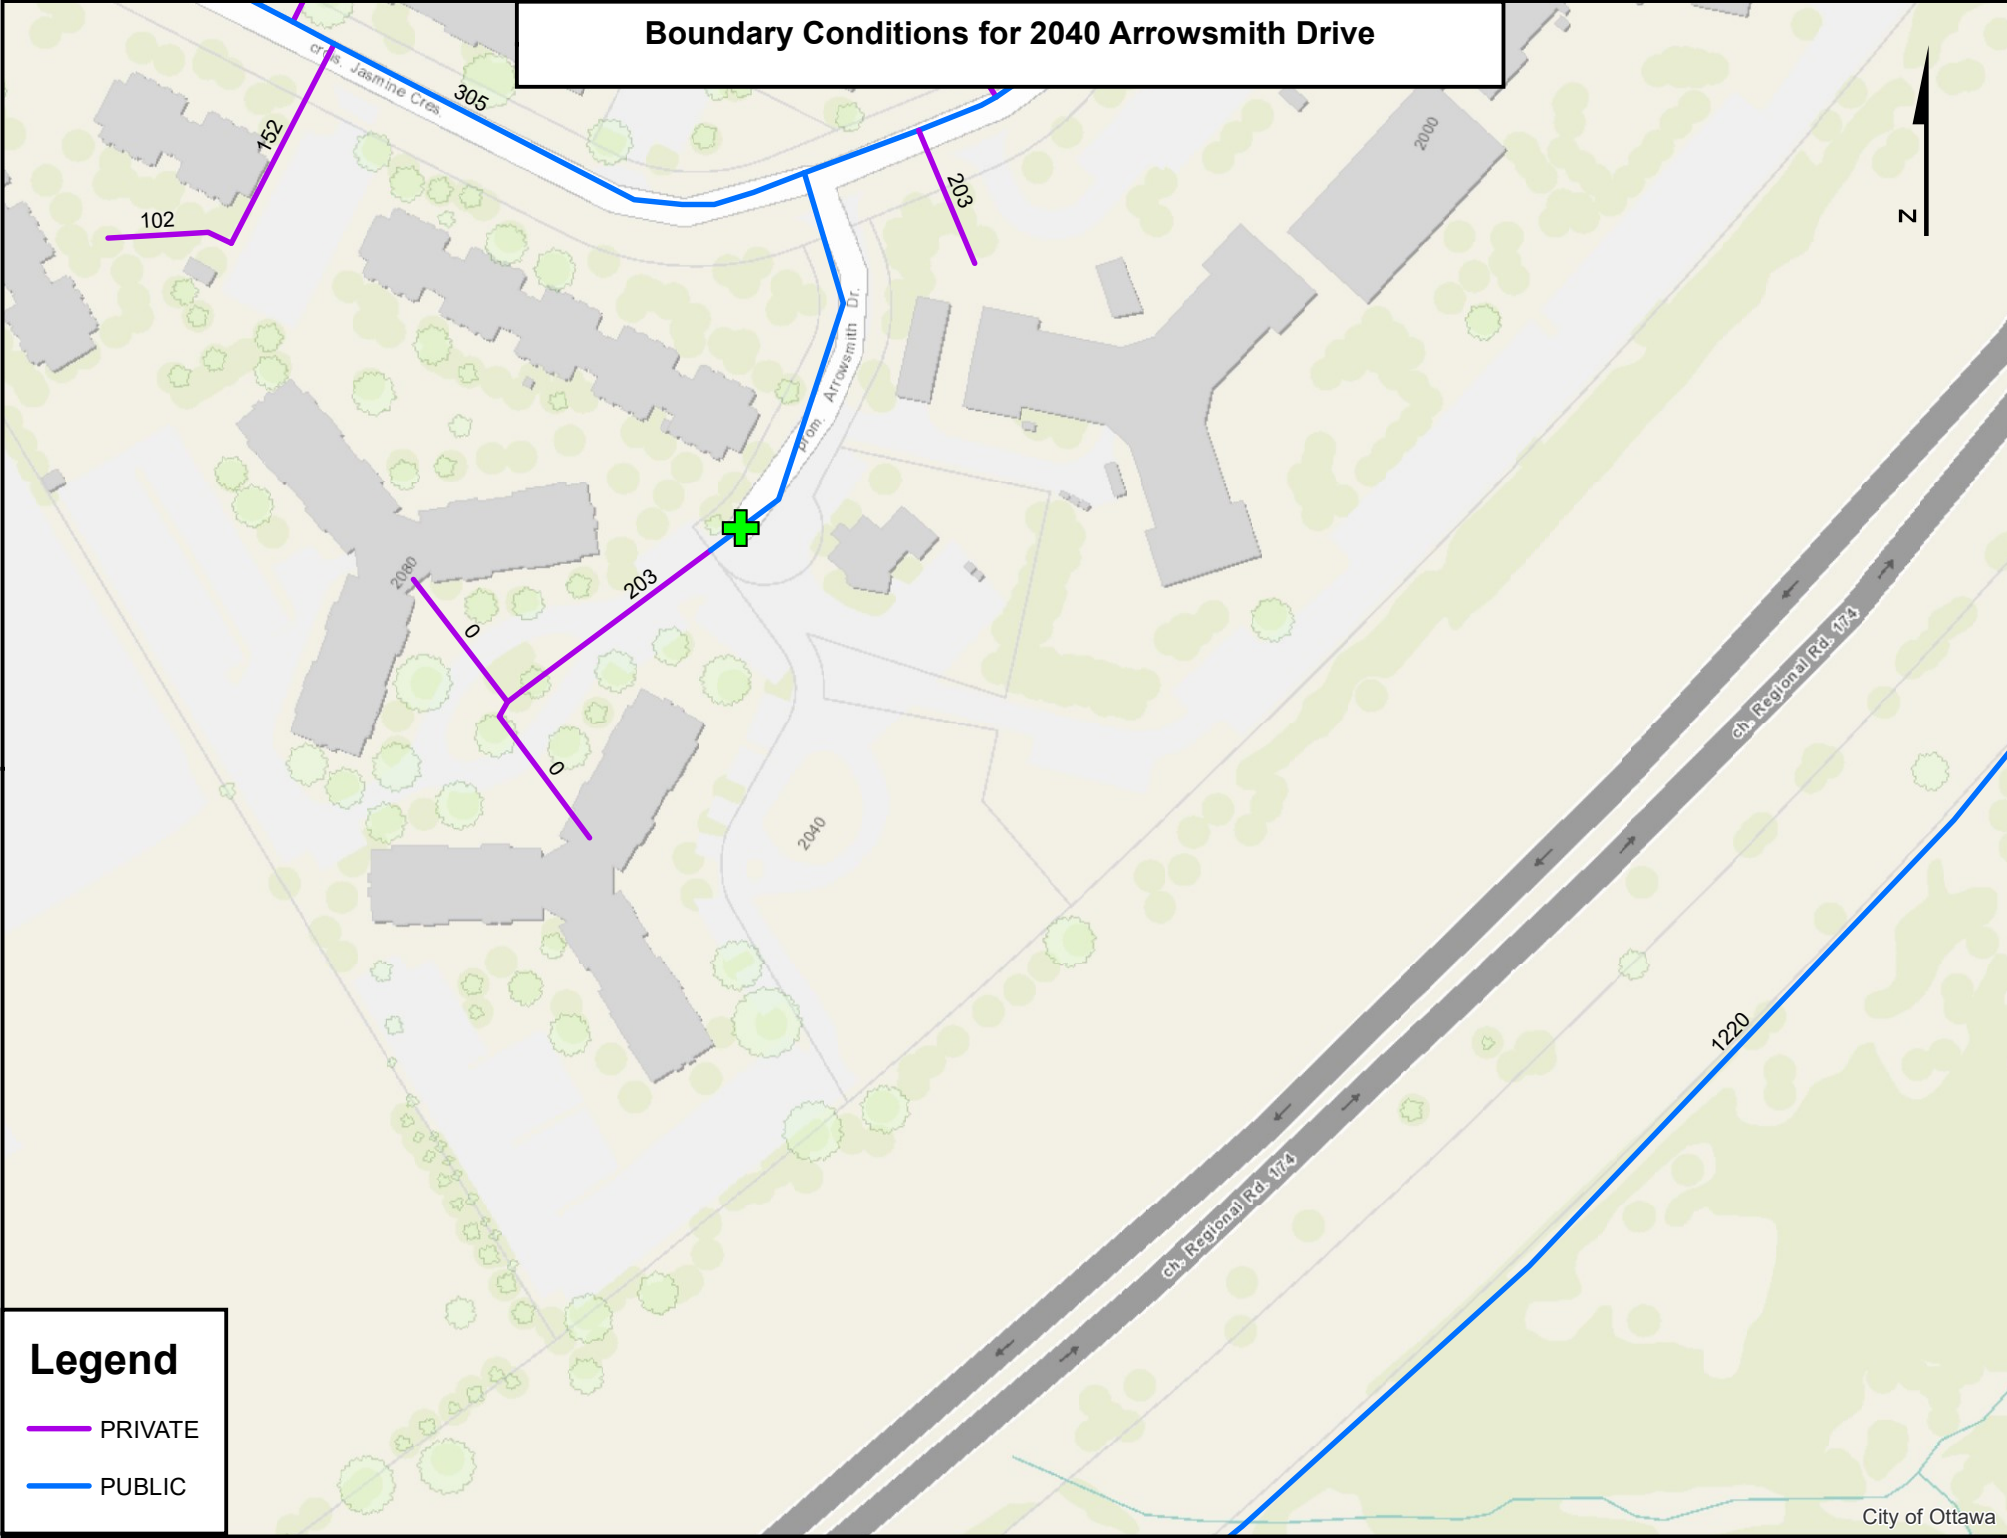 Boundary Conditions for 2040 Arrowsmith Drive
crois. Jasmine Cres.
305
152
102
203
2000
N
prom. Arrowsmith Dr.
2080
203
0
0
2040
ch. Regional Rd. 174
1220
ch. Regional Rd. 174
Legend
PRIVATE
PUBLIC
City of Ottawa